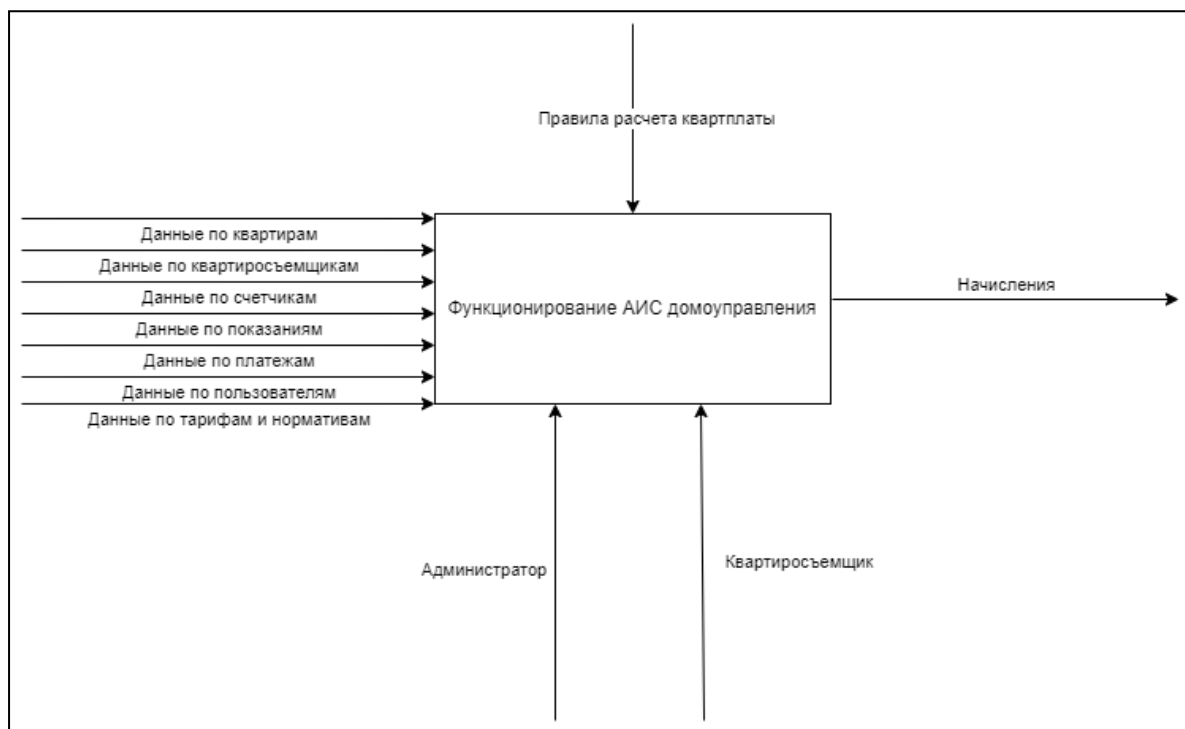 Правила расчета квартплаты
Данные по квартирам
Данные по квартиросъемщикам
Данные по счетчикам
Данные по показаниям
Данные по платежам
Данные по пользователям
Данные по тарифам и нормативам
Функционирование АИС домоуправления
Начисления
Администратор
Квартиросъемщик